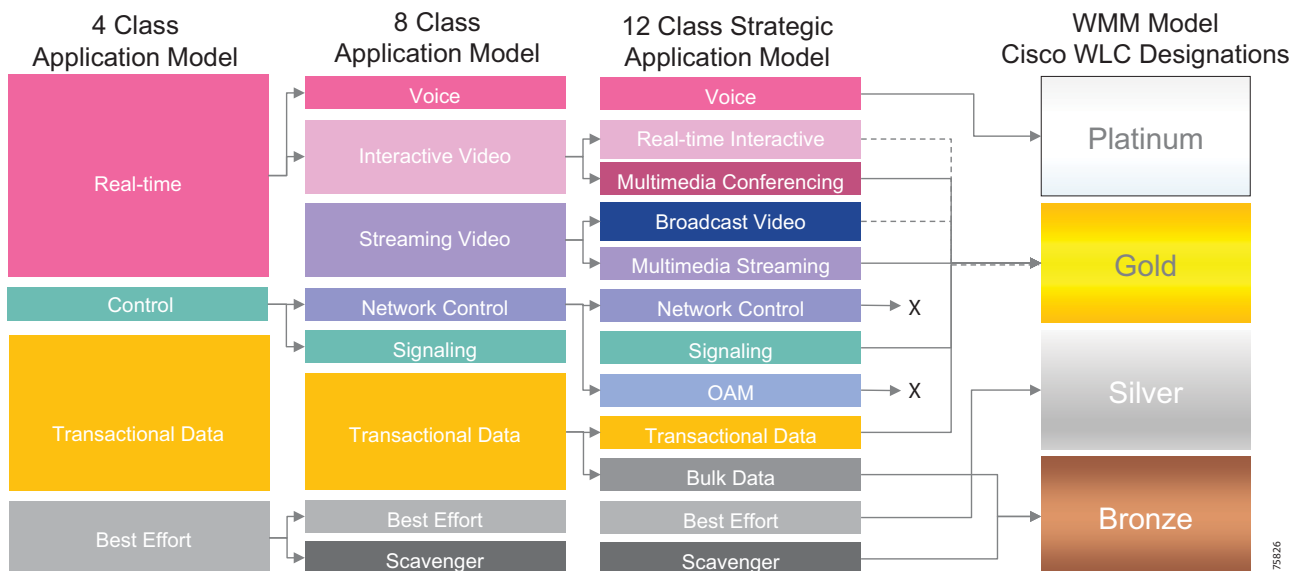 4 Class
Application Model
Real-time
Control
Transactional Data
Best Effort
8 Class
Application Model
Voice
Interactive Video
Streaming Video
Network Control
Signaling
Transactional Data
Best Effort
Scavenger
12 Class Strategic
Application Model
Voice
Real-time Interactive
Multimedia Conferencing
Broadcast Video
Multimedia Streaming
Network Control
X
Signaling
OAM
X
Transactional Data
Bulk Data
Best Effort
Scavenger
WMM Model
Cisco WLC Designations
Platinum
Gold
Silver
Bronze
75826